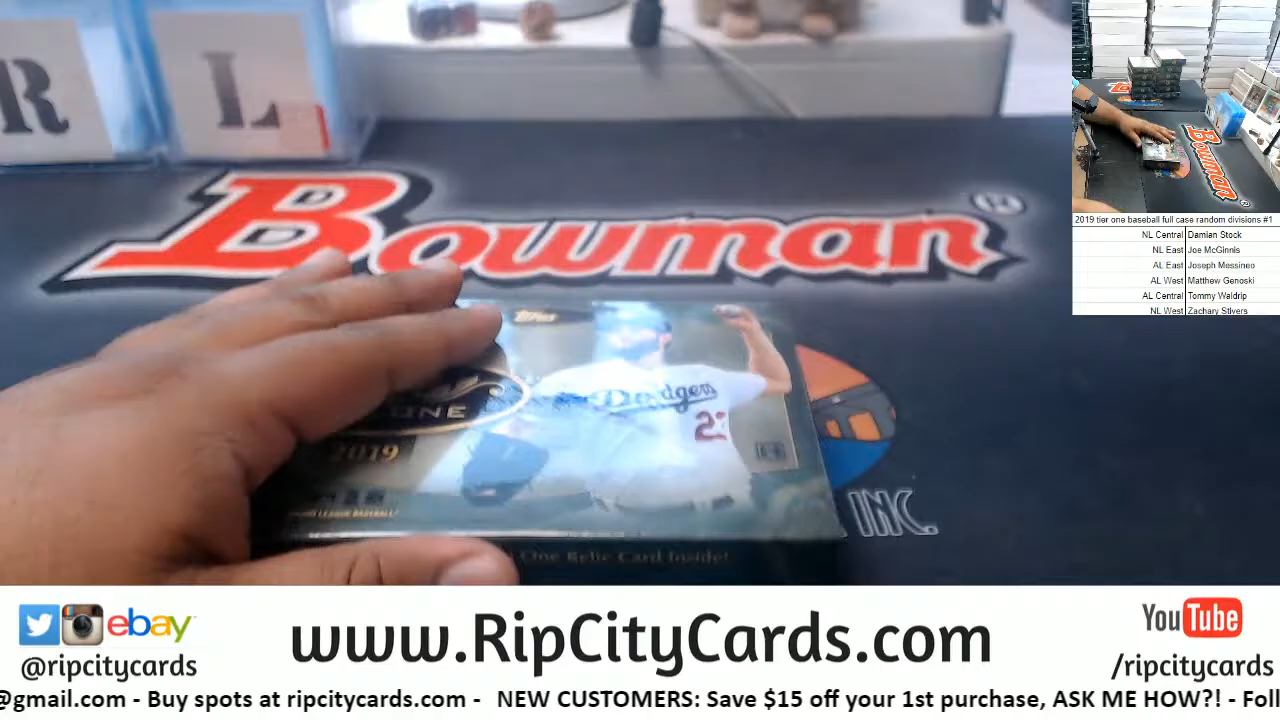 R L
Bowman®
Topps
ONE
2019
Dodgers
2
One Relic Card Inside!
INC.
Bowman
2019 tier one baseball full case random divisions #1
NL Central Damian Stock
NL East Joe McGinnis
AL East Joseph Messineo
AL West Matthew Genoski
AL Central Tommy Waldrip
NL West Zachary Stivers
ebay
@ripcitycards
www.RipCityCards.com
YouTube
/ripcitycards
@gmail.com - Buy spots at ripcitycards.com - NEW CUSTOMERS: Save $15 off your 1st purchase, ASK ME HOW?! - Foll